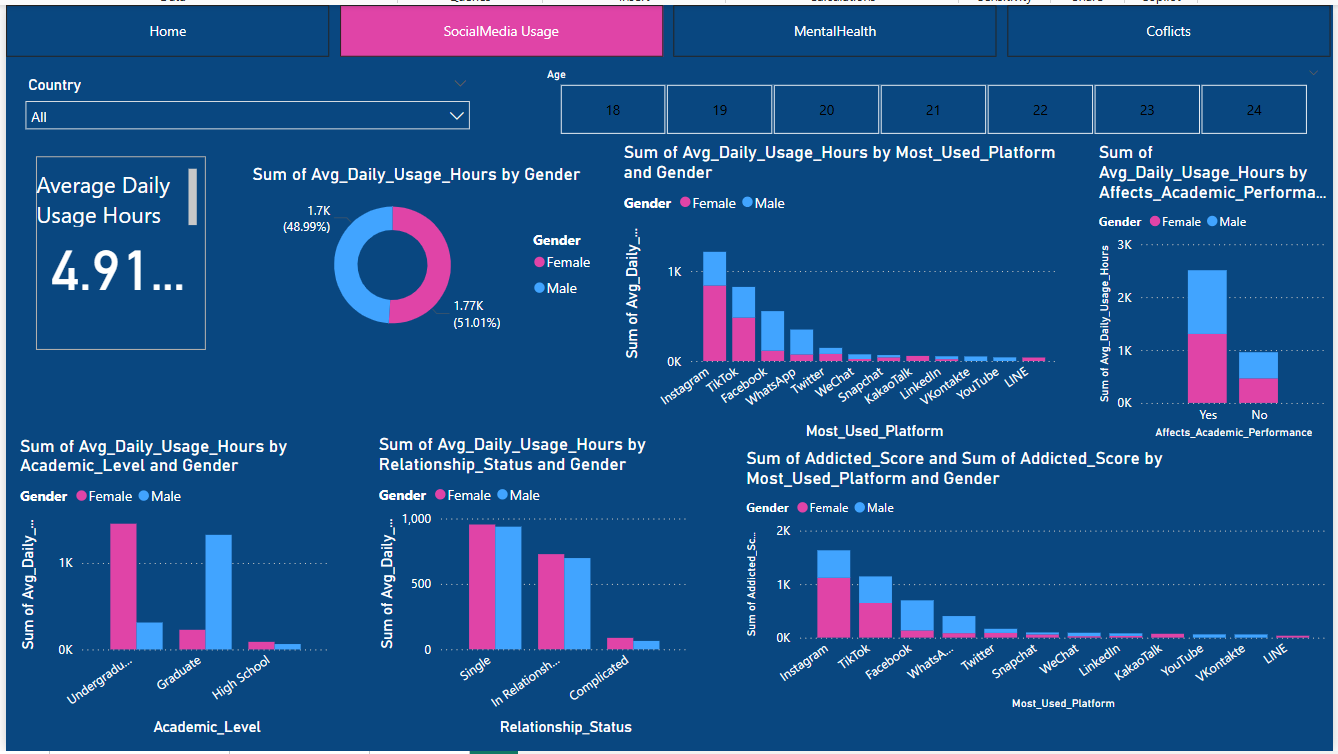 Home
SocialMedia Usage
MentalHealth
Coflicts
Country
All
Age
18
19
20
21
22
23
24
Average Daily
Usage Hours
4.91...
Sum of Avg_Daily_Usage_Hours by Gender
1.7K
(48.99%)
1.77K
(51.01%)
Gender
Female
Male
Sum of Avg_Daily_Usage_Hours by Most_Used_Platform
and Gender
Gender Female Male
Sum of Avg_Daily_...
1K
0K
Instagram
TikTok
Facebook
WhatsApp
Twitter
WeChat
Snapchat
KakaoTalk
LinkedIn
VKontakte
YouTube
LINE
Most_Used_Platform
Sum of
Avg_Daily_Usage_Hours by
Affects_Academic_Performa...
Gender Female Male
Sum of Avg_Daily_Usage_Hours
3K
2K
1K
0K
Yes
No
Affects_Academic_Performance
Sum of Avg_Daily_Usage_Hours by
Academic_Level and Gender
Gender Female Male
Sum of Avg_Daily_...
1K
0K
Undergradu...
Graduate
High School
Academic_Level
Sum of Avg_Daily_Usage_Hours by
Relationship_Status and Gender
Gender Female Male
Sum of Avg_Daily_...
1,000
500
0
Single
In Relationsh...
Complicated
Relationship_Status
Sum of Addicted_Score and Sum of Addicted_Score by
Most_Used_Platform and Gender
Gender Female Male
Sum of Addicted_Sc...
2K
1K
0K
Instagram
TikTok
Facebook
WhatsA...
Twitter
Snapchat
WeChat
LinkedIn
KakaoTalk
YouTube
VKontakte
LINE
Most_Used_Platform